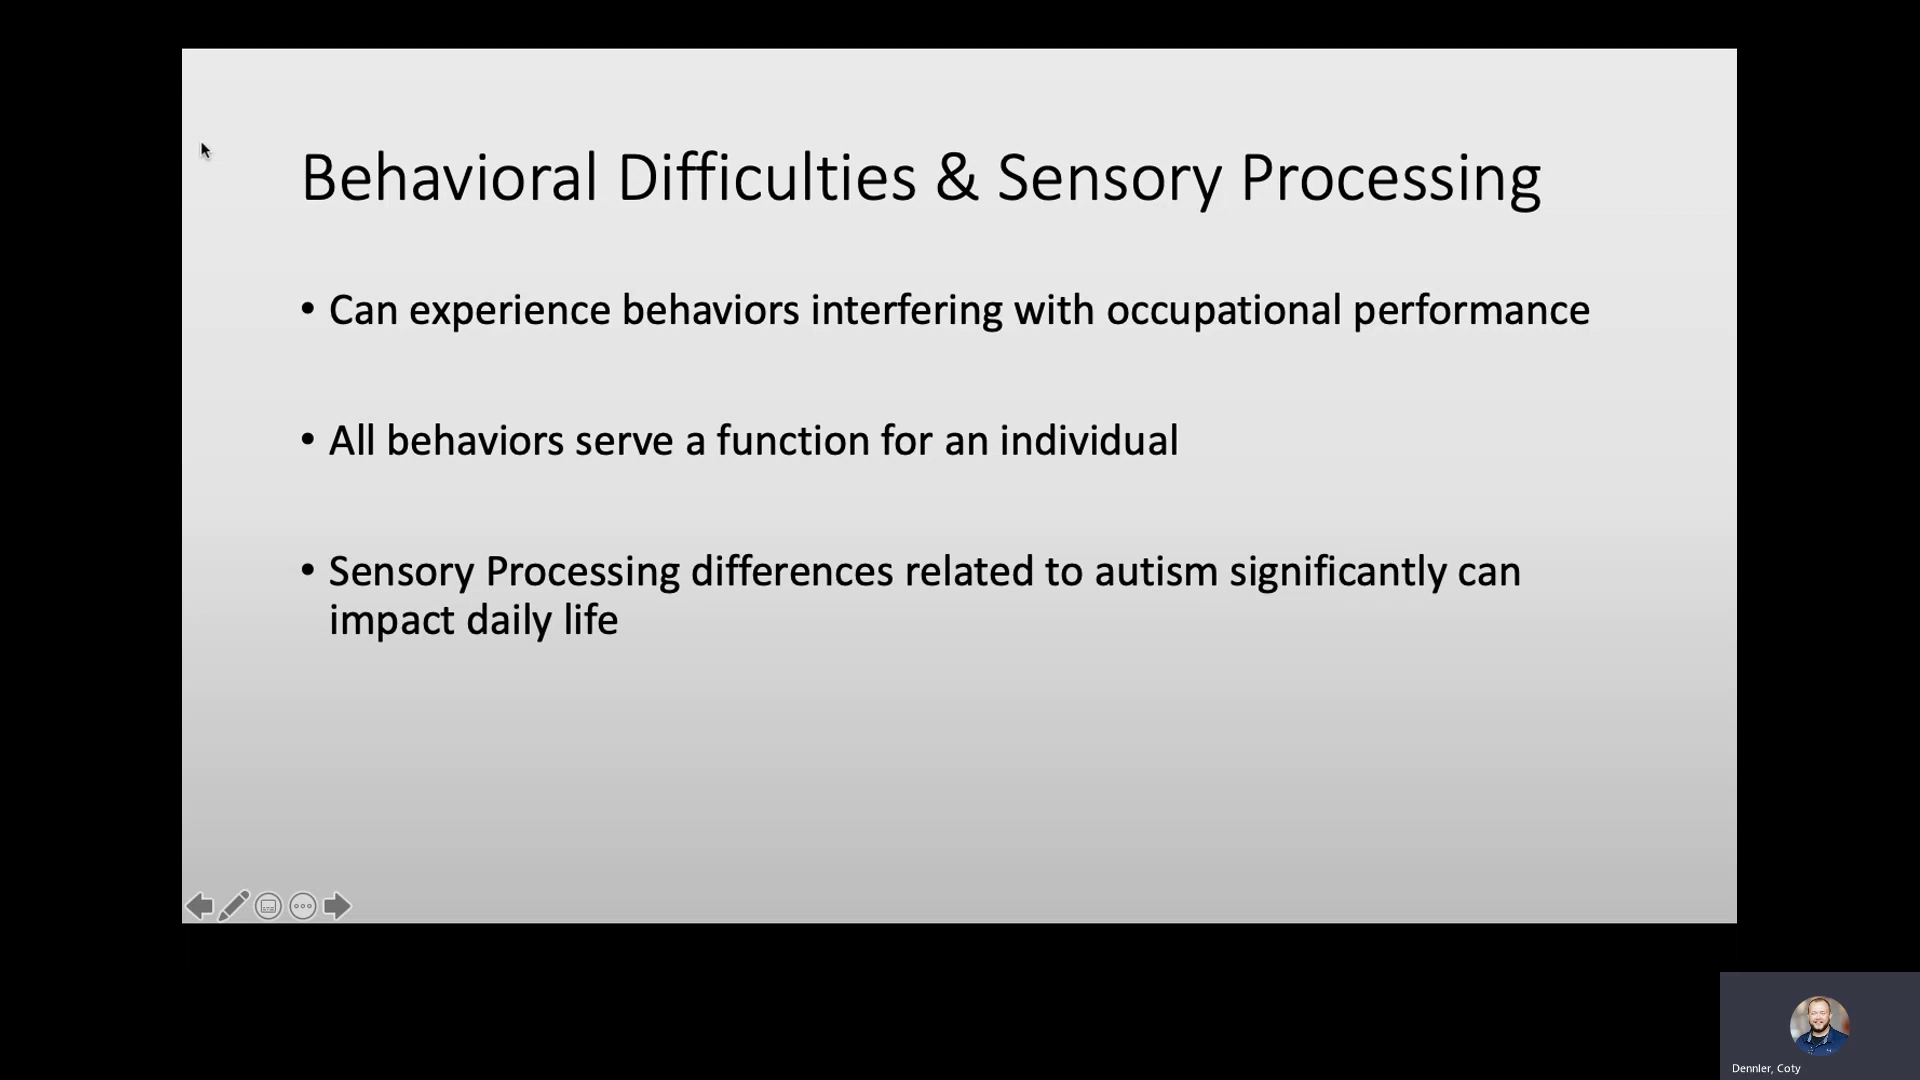 Behavioral Difficulties & Sensory Processing
• Can experience behaviors interfering with occupational performance
• All behaviors serve a function for an individual
• Sensory Processing differences related to autism significantly can
impact daily life
Dennler, Coty